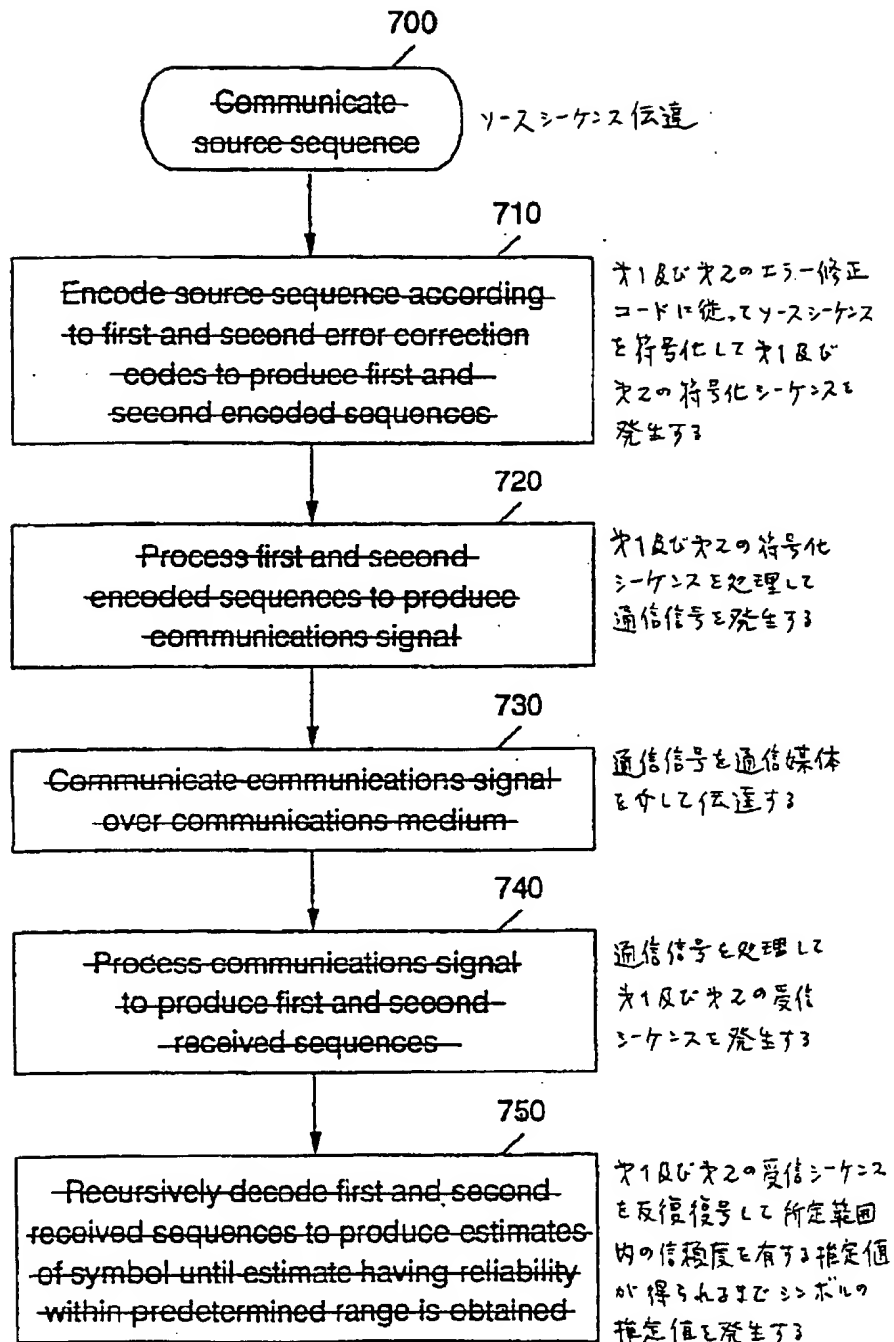 700
Communicate
source sequence
ソースシーケンス伝達
710
Encode source sequence according
to first and second error correction
codes to produce first and
second encoded sequences
オ1及びオ2のエラー修正
コードに従ってソースシーケンス
を符号化してオ1及び
オ2の符号化シーケンスを
発生する
720
Process first and second
encoded sequences to produce
communications signal
オ1及びオ2の符号化
シーケンスを処理して
通信信号を発生する
730
Communicate communications signal
over communications medium
通信信号を通信媒体
を介して伝達する
740
Process communications signal
to produce first and second
received sequences
通信信号を処理して
オ1及びオ2の受信
シーケンスを発生する
750
Recursively decode first and second
received sequences to produce estimates
of symbol until estimate having reliability
within predetermined range is obtained
オ1及びオ2の受信シーケンス
を反復復号して所定範囲
内の信頼度を有する推定値
が得られるまでシンボルの
推定値を発生する